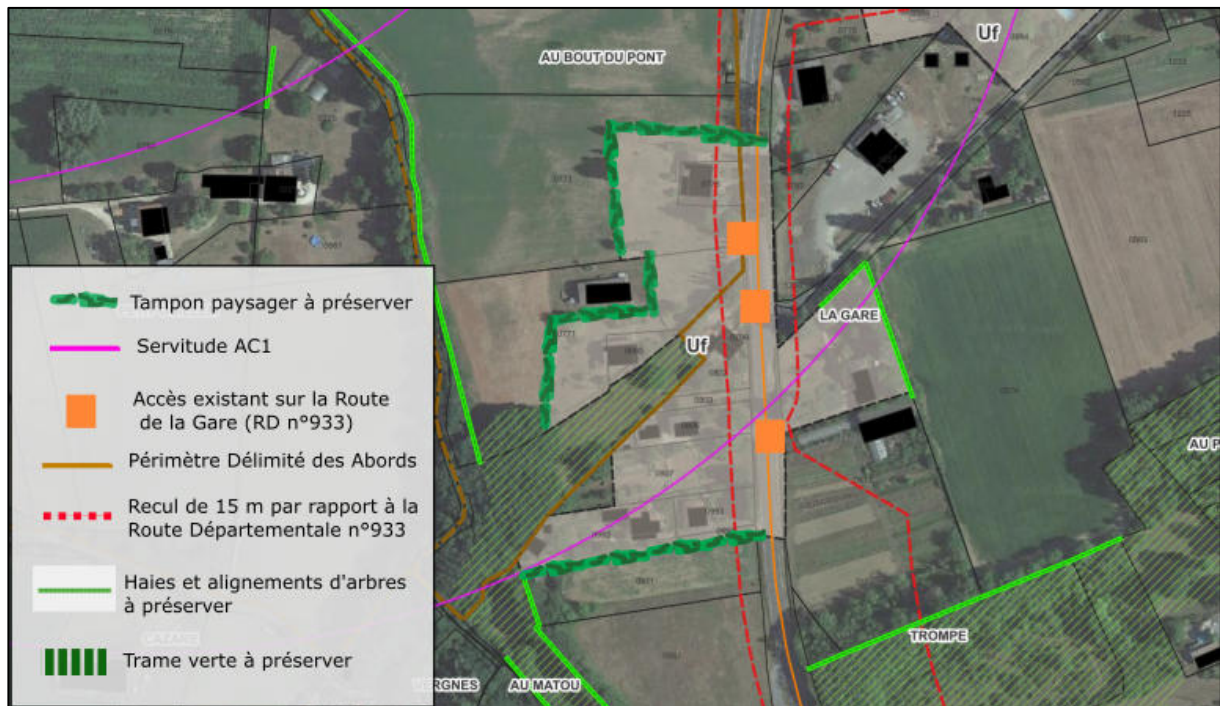 Uf
AU BOUT DU PONT
LA GARE
Uf
AU P
Tampon paysager à préserver
Servitude AC1
Accès existant sur la Route
de la Gare (RD n°933)
Périmètre Délimité des Abords
Recul de 15 m par rapport à la
Route Départementale n°933
Haies et alignements d'arbres
à préserver
Trame verte à préserver
TROMPE
AU MATOU